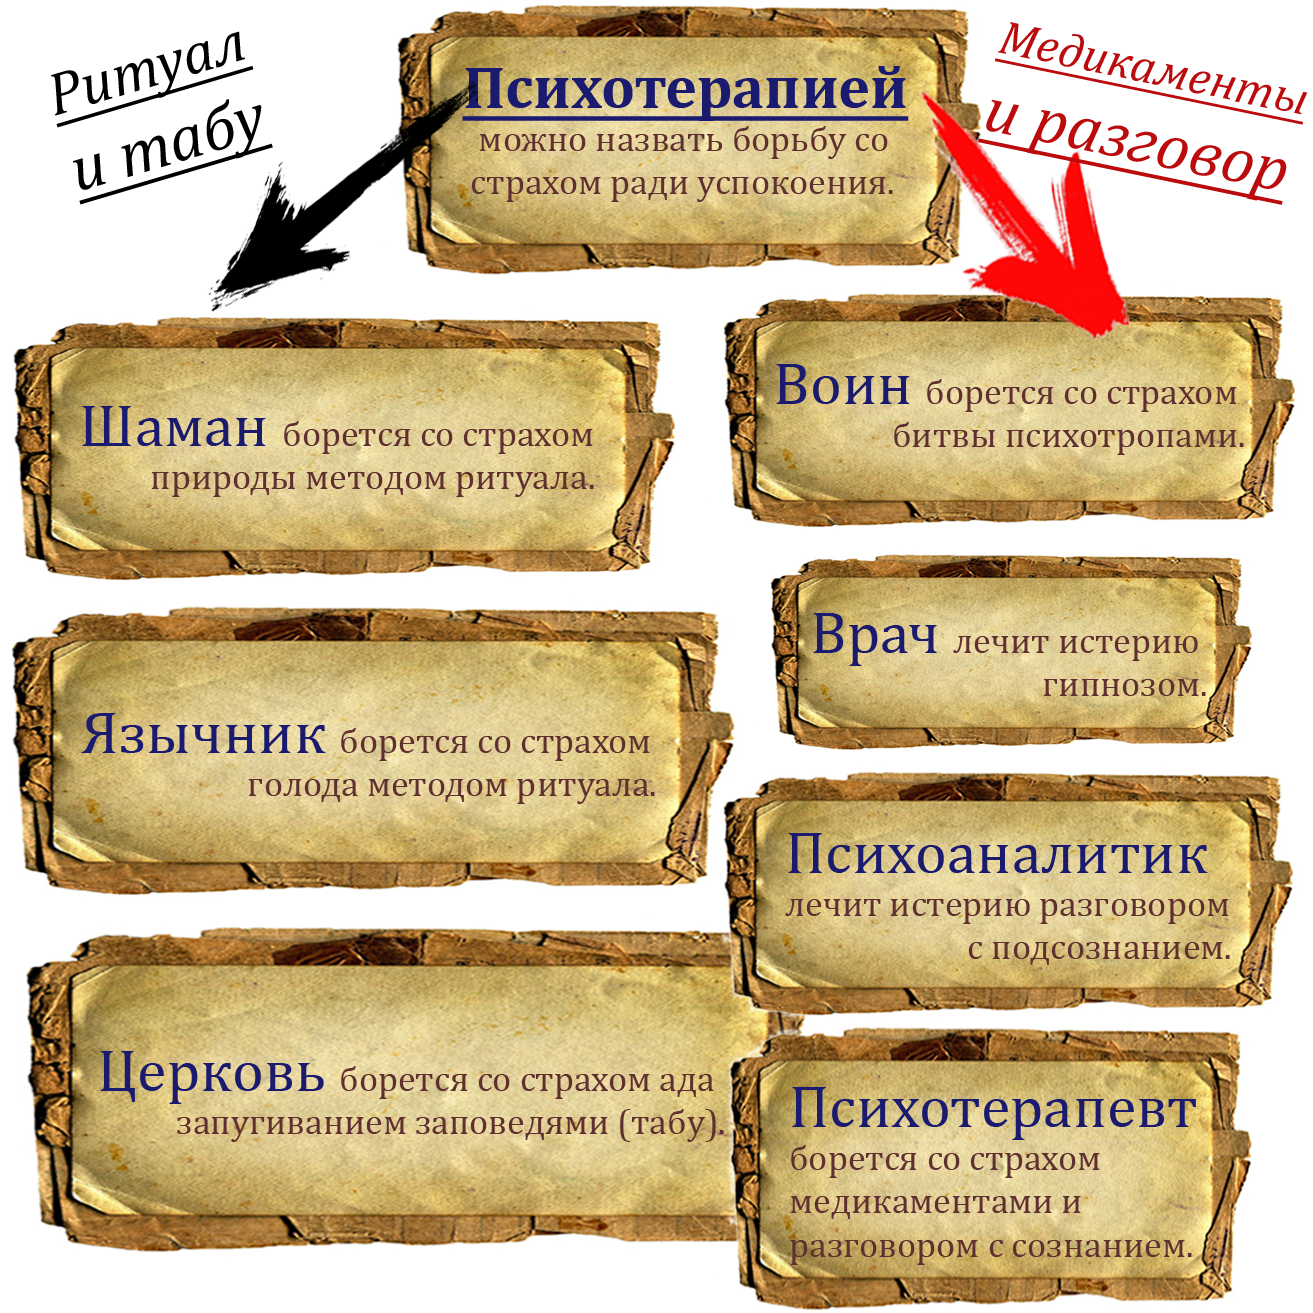 Ритуал
и табу
Психотерапией
можно назвать борьбу со
страхом ради успокоения.
Медикаменты
и разговор
Шаман борется со страхом
природы методом ритуала.
Язычник борется со страхом
голода методом ритуала.
Церковь борется со страхом ада
запугиванием заповедями (табу).
Воин борется со страхом
битвы психотропами.
Врач лечит истерию
гипнозом.
Психоаналитик
лечит истерию разговором
с подсознанием.
Психотерапевт
борется со страхом
медикаментами и
разговором с сознанием.